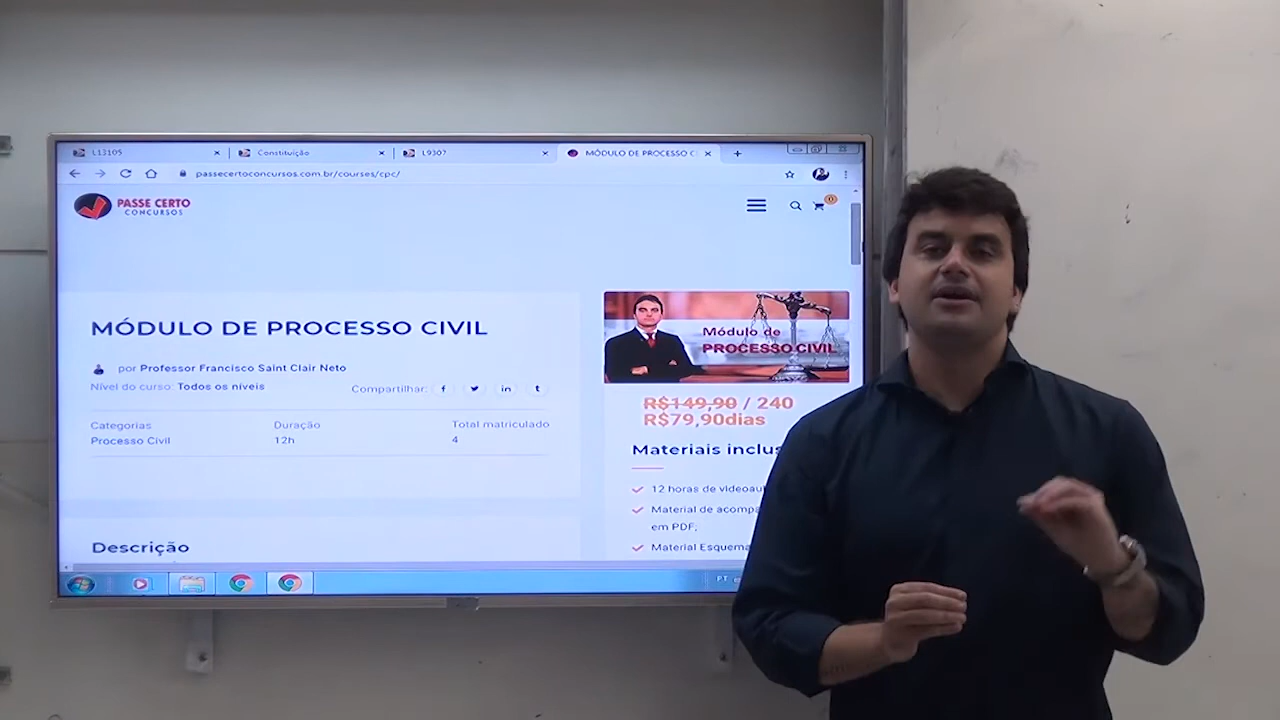 L13105
Constituição
L9307
MÓDULO DE PROCESSO C
passecertoconcursos.com.br/courses/cpc/
PASSE CERTO
CONCURSOS
0
MÓDULO DE PROCESSO CIVIL
por Professor Francisco Saint Clair Neto
Nível do curso: Todos os níveis
Compartilhar:
Categorias
Duração
Total matriculado
Processo Civil
12h
4
Descrição
Módulo de
PROCESSO CIVIL
R$149,90 / 240
R$79,90dias
Materiais inclus
12 horas de videoau
Material de acompa
em PDF;
Material Esquema
PT